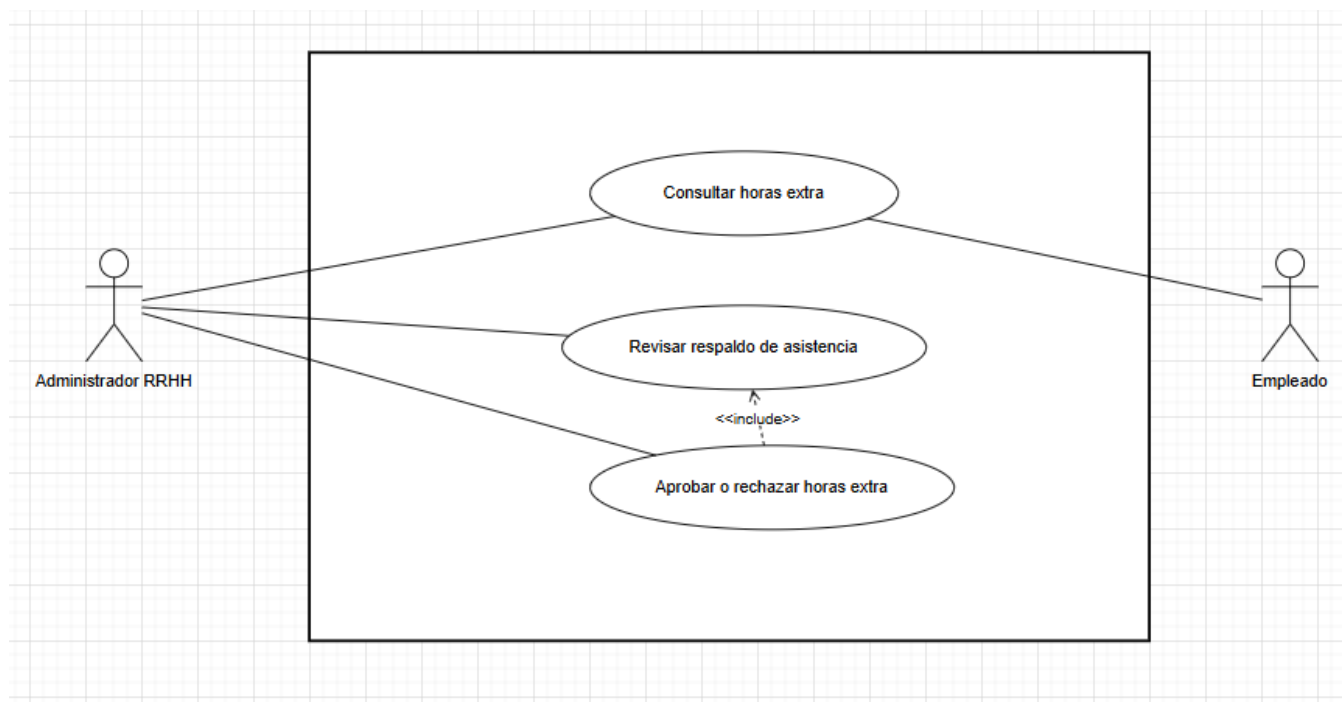 Consultar horas extra
Revisar respaldo de asistencia
Administrador RRHH
Empleado
<<include>>
Aprobar o rechazar horas extra